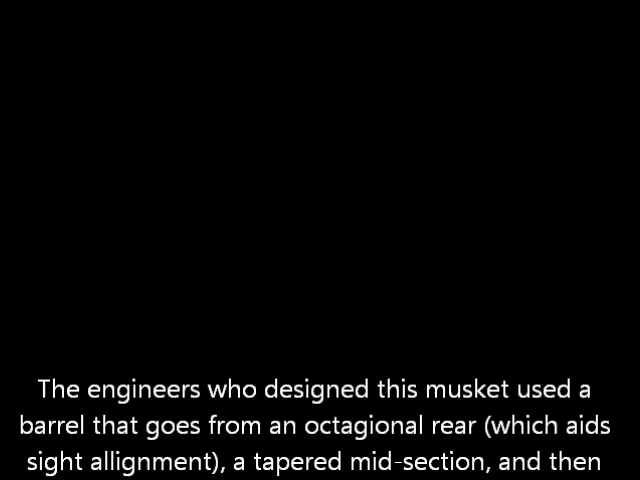 The engineers who designed this musket used a
barrel that goes from an octagional rear (which aids
sight allignment), a tapered mid-section, and then